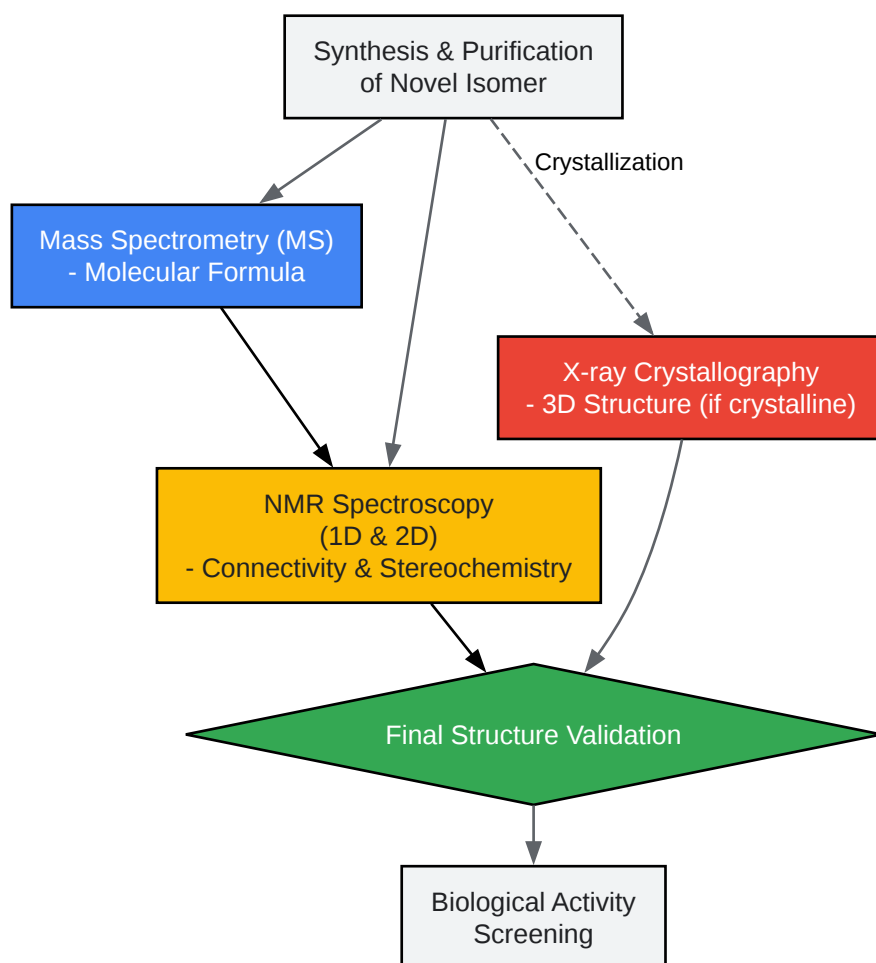 Synthesis & Purification
of Novel Isomer
Crystallization
Mass Spectrometry (MS)
- Molecular Formula
X-ray Crystallography
- 3D Structure (if crystalline)
NMR Spectroscopy
(1D & 2D)
- Connectivity & Stereochemistry
Final Structure Validation
Biological Activity
Screening